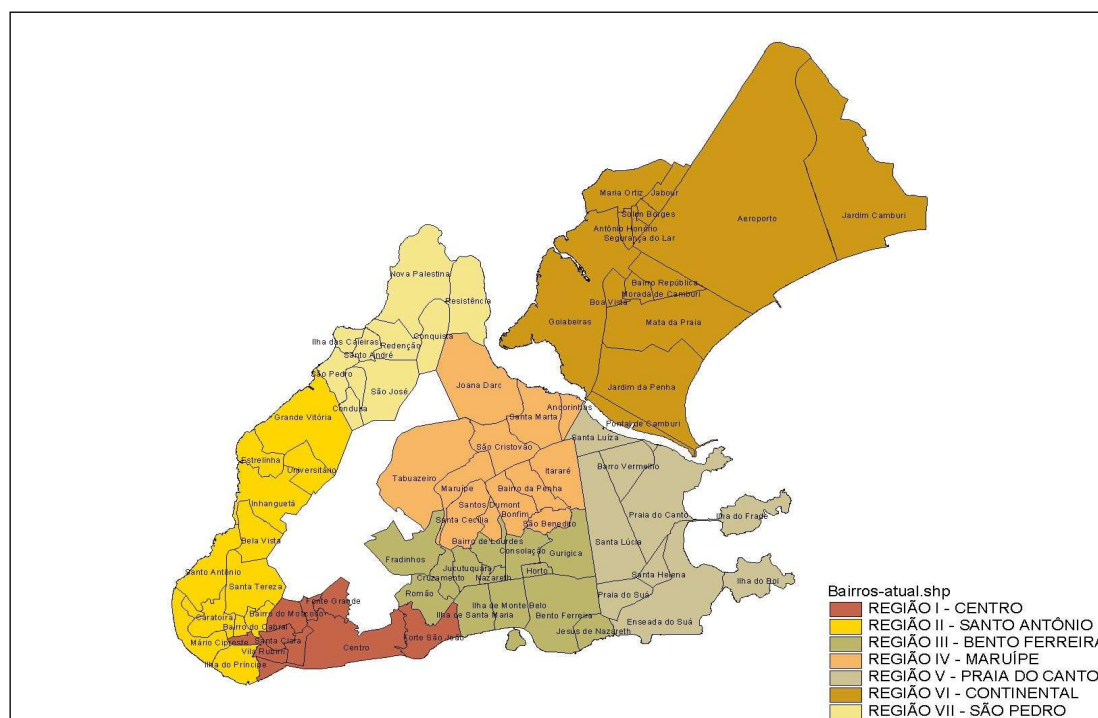 Maria Ortiz
Jabour
Solon Borges
Antônio Honório
Segurança do Lar
Aeroporto
Jardim Camburi
Nova Palestina
Resistência
Bairro República
Morada de Camburi
Boa Vista
Goiabeiras
Mata da Praia
Conquista
Ilha das Caieiras
Redenção
Santo André
São Pedro
São José
Joana Darc
Jardim da Penha
Condusa
Andorinhas
Grande Vitória
Santa Marta
Pontal de Camburi
Santa Luíza
São Cristovão
Estrelinha
Universitário
Itararé
Barro Vermelho
Tabuazeiro
Maruípe
Bairro da Penha
Inhanguetá
Santos Dumont
Bonfim
Praia do Canto
Ilha do Frade
Santa Cecília
São Benedito
Bela Vista
Bairro de Lourdes
Santa Lúcia
Consolação
Gurigica
Fradinhos
Jucutuquara
Horto
Santo Antônio
Cruzamento
Nazareth
Santa Helena
Ilha do Boi
Santa Tereza
Romão
Praia do Suá
Fonte Grande
Ilha de Monte Belo
Bairro do Moscoso
Ilha de Santa Maria
Bento Ferreira
Caratoíra
Enseada do Suá
Bairro do Cabral
Jesus de Nazareth
Mário Cipreste
Santa Clara
Forte São João
Vila Rubim
Centro
Ilha do Príncipe
Bairros-atual.shp
REGIÃO I - CENTRO
REGIÃO II - SANTO ANTÔNIO
REGIÃO III - BENTO FERREIRA
REGIÃO IV - MARUÍPE
REGIÃO V - PRAIA DO CANTO
REGIÃO VI - CONTINENTAL
REGIÃO VII - SÃO PEDRO